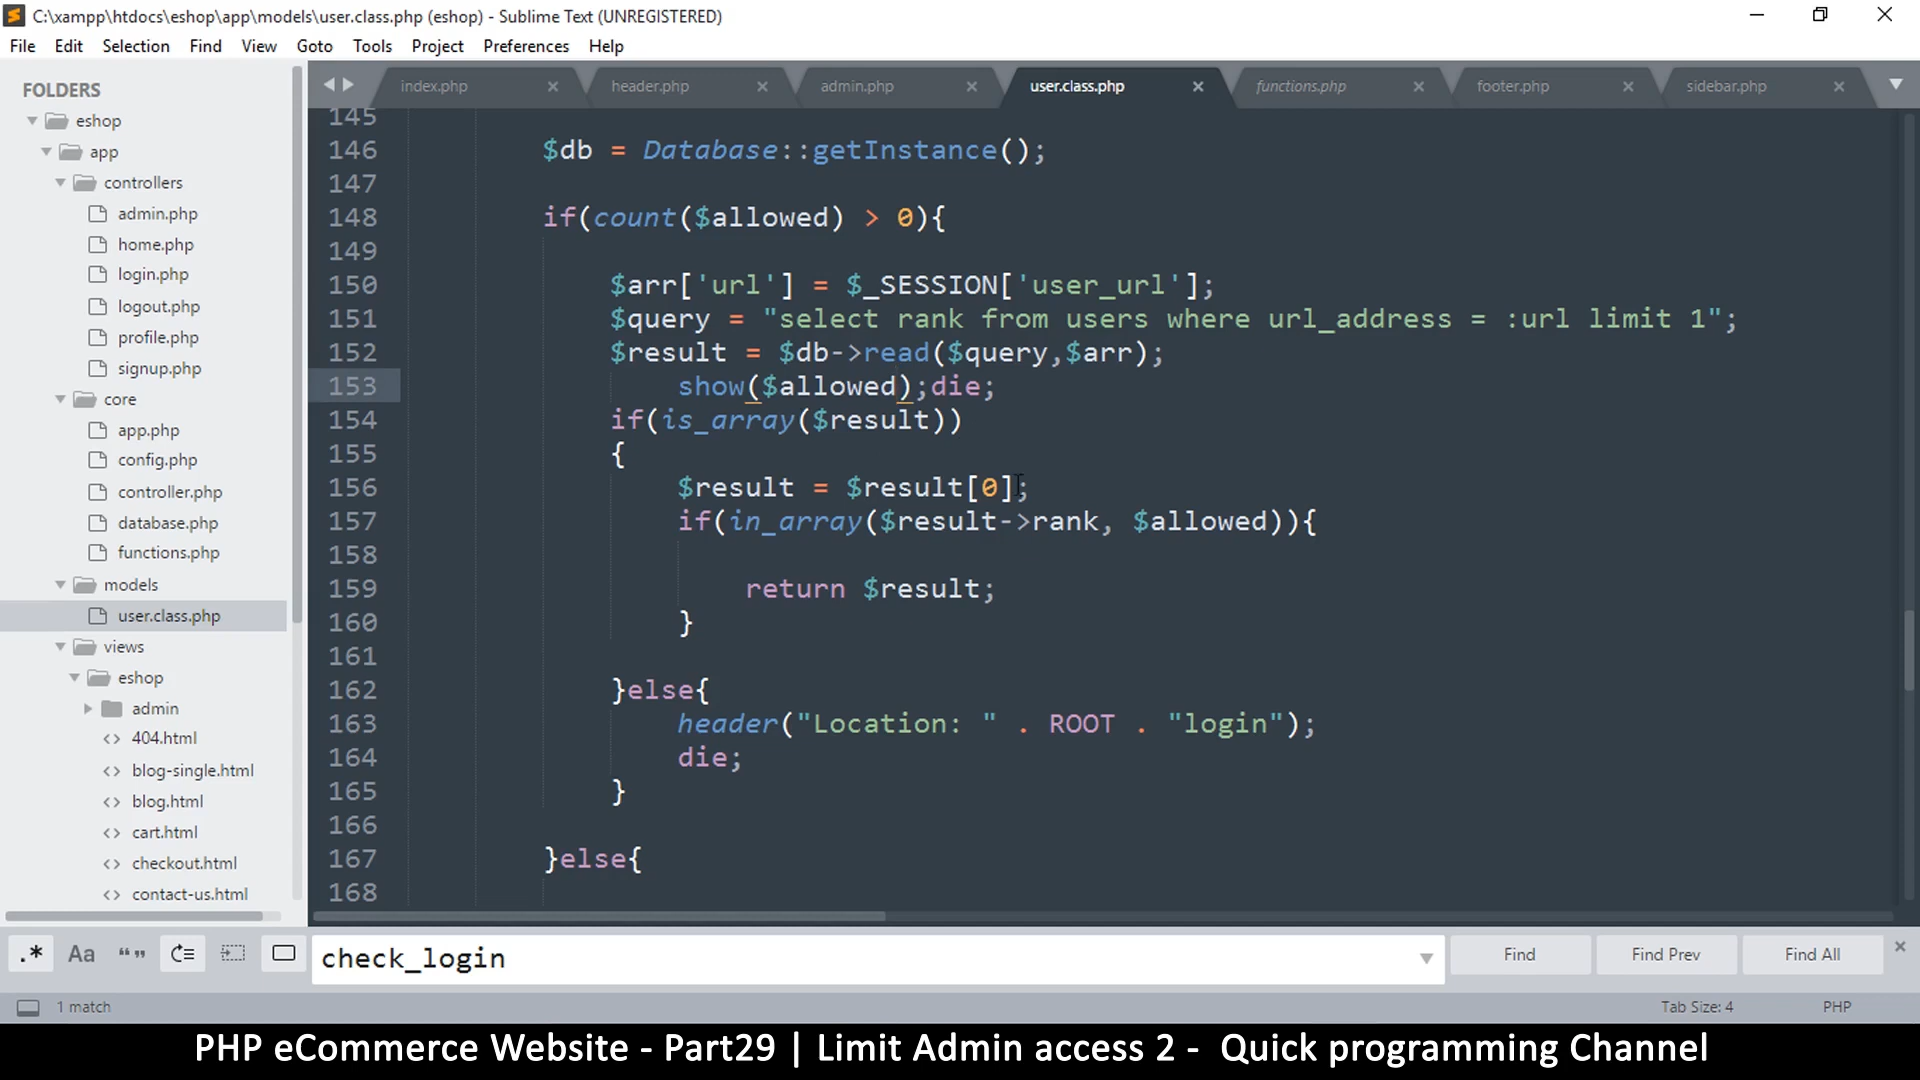 C:\xampp\htdocs\eshop\app\models\user.class.php (eshop) - Sublime Text (UNREGISTERED)
File Edit Selection Find View Goto Tools Project Preferences Help
FOLDERS
eshop
app
controllers
admin.php
home.php
login.php
logout.php
profile.php
signup.php
core
app.php
config.php
controller.php
database.php
functions.php
models
user.class.php
views
eshop
admin
404.html
blog-single.html
blog.html
cart.html
checkout.html
contact-us.html
index.php header.php admin.php user.class.php functions.php footer.php sidebar.php
145
146 $db = Database::getInstance();
147
148 if(count($allowed) > 0){
149
150 $arr['url'] = $_SESSION['user_url'];
151 $query = "select rank from users where url_address = :url limit 1";
152 $result = $db->read($query,$arr);
153 show($allowed);die;
154 if(is_array($result))
155 {
156 $result = $result[0];
157 if(in_array($result->rank, $allowed)){
158
159 return $result;
160 }
161
162 }else{
163 header("Location: " . ROOT . "login");
164 die;
165 }
166
167 }else{
168
.* Aa “” check_login Find Find Prev Find All
1 match Tab Size: 4 PHP
PHP eCommerce Website - Part29 | Limit Admin access 2 - Quick programming Channel